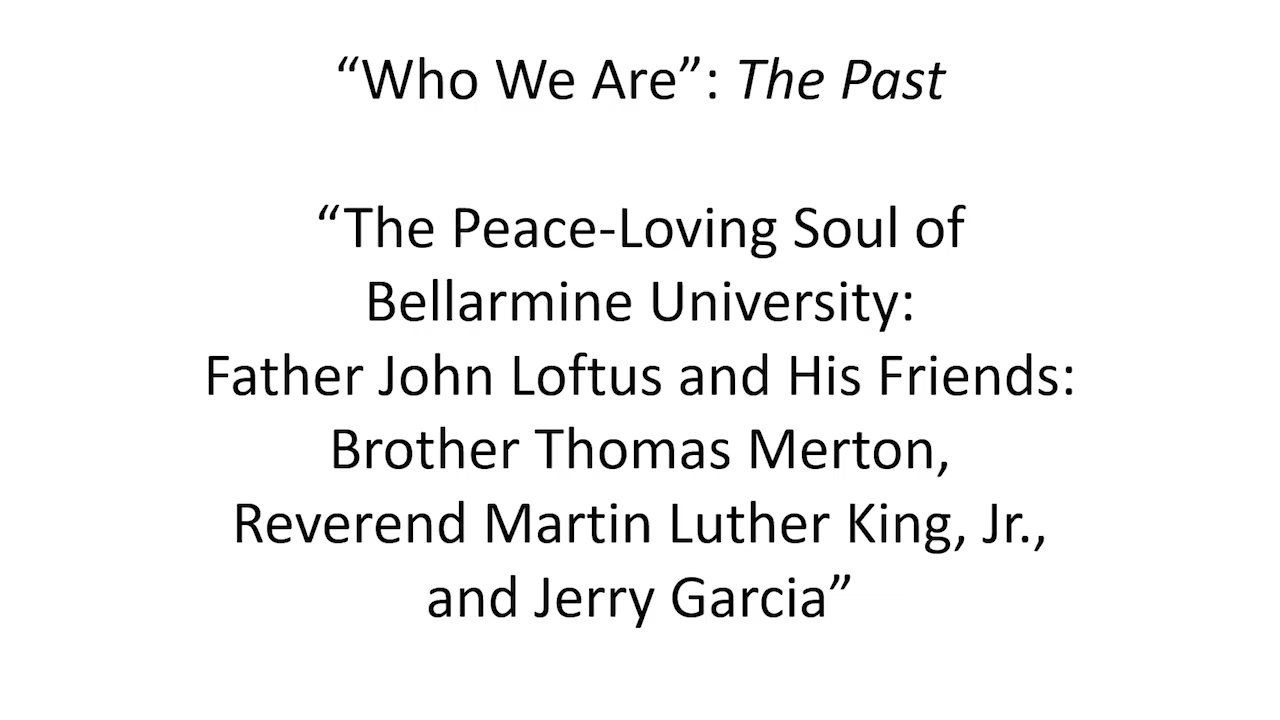 “Who We Are”: The Past
“The Peace-Loving Soul of
Bellarmine University:
Father John Loftus and His Friends:
Brother Thomas Merton,
Reverend Martin Luther King, Jr.,
and Jerry Garcia”